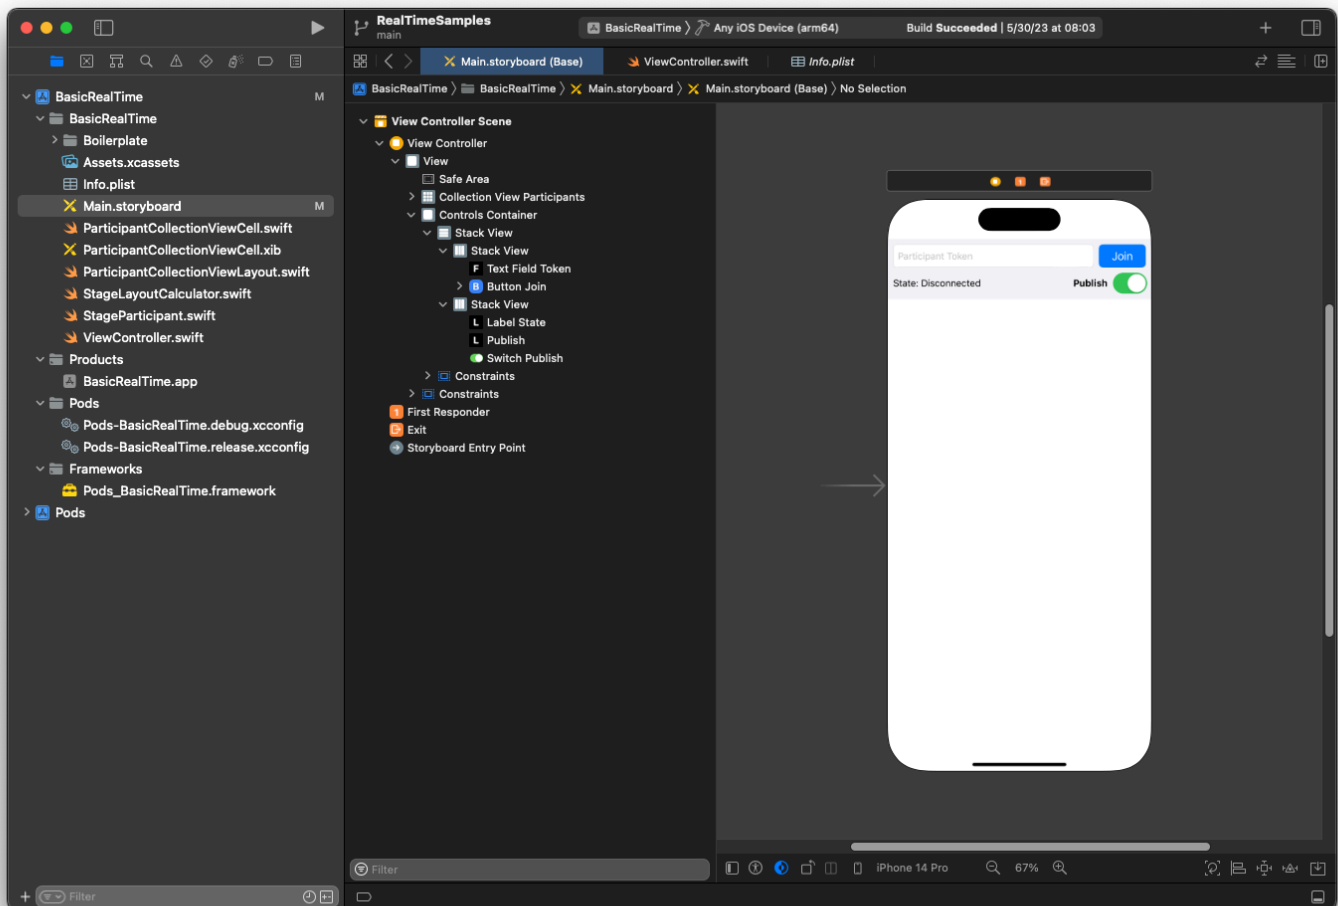 RealTimeSamples
main
BasicRealTime
Any iOS Device (arm64)
Build Succeeded | 5/30/23 at 08:03
Main.storyboard (Base)
ViewController.swift
Info.plist
BasicRealTime
BasicRealTime
Main.storyboard
Main.storyboard (Base)
No Selection
BasicRealTime M
BasicRealTime
Boilerplate
Assets.xcassets
Info.plist
Main.storyboard M
ParticipantCollectionViewCell.swift
ParticipantCollectionViewCell.xib
ParticipantCollectionViewLayout.swift
StageLayoutCalculator.swift
StageParticipant.swift
ViewController.swift
Products
BasicRealTime.app
Pods
Pods-BasicRealTime.debug.xcconfig
Pods-BasicRealTime.release.xcconfig
Frameworks
Pods_BasicRealTime.framework
Pods
Filter
View Controller Scene
View Controller
View
Safe Area
Collection View Participants
Controls Container
Stack View
Stack View
F Text Field Token
B Button Join
Stack View
L Label State
L Publish
Switch Publish
Constraints
Constraints
1 First Responder
Exit
Storyboard Entry Point
Filter
1
Participant Token
Join
State: Disconnected
Publish
iPhone 14 Pro
67%